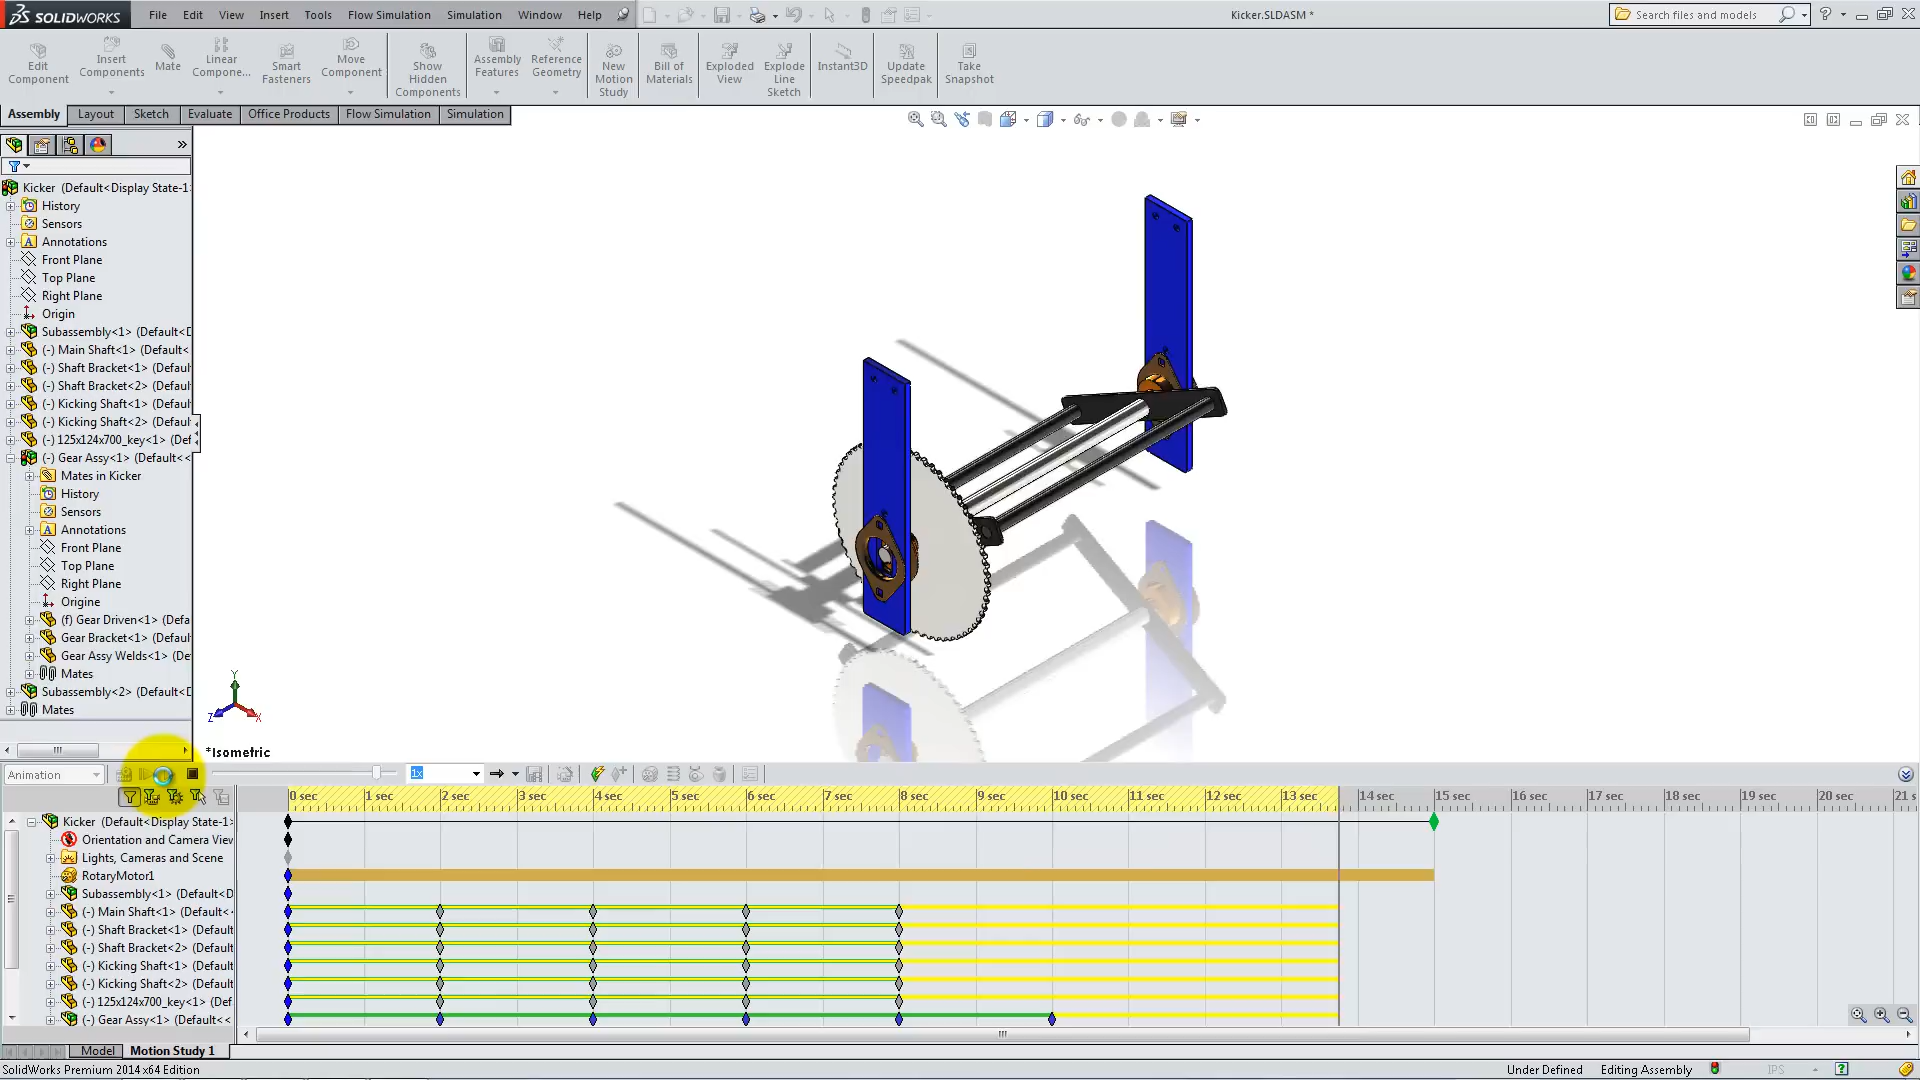 SOLIDWORKS File Edit View Insert Tools Flow Simulation Simulation Window Help Kicker.SLDASM * Search files and models
Edit Component
Insert Components
Mate
Linear Compone...
Smart Fasteners
Move Component
Show Hidden Components
Assembly Features
Reference Geometry
New Motion Study
Bill of Materials
Exploded View
Explode Line Sketch
Instant3D
Update Speedpak
Take Snapshot
Assembly Layout Sketch Evaluate Office Products Flow Simulation Simulation
Kicker (Default<Display State-1
History
Sensors
Annotations
Front Plane
Top Plane
Right Plane
Origin
Subassembly<1> (Default<D
(-) Main Shaft<1> (Default<
(-) Shaft Bracket<1> (Default
(-) Shaft Bracket<2> (Default
(-) Kicking Shaft<1> (Default
(-) Kicking Shaft<2> (Default
(-) 125x124x700_key<1> (Def
(-) Gear Assy<1> (Default<<
Mates in Kicker
History
Sensors
Annotations
Front Plane
Top Plane
Right Plane
Origine
(f) Gear Driven<1> (Defa
Gear Bracket<1> (Defaul
Gear Assy Welds<1> (De
Mates
Subassembly<2> (Default<D
Mates
Y
Z
X
*Isometric
Animation 1x
0 sec 1 sec 2 sec 3 sec 4 sec 5 sec 6 sec 7 sec 8 sec 9 sec 10 sec 11 sec 12 sec 13 sec 14 sec 15 sec 16 sec 17 sec 18 sec 19 sec 20 sec 21 s
Kicker (Default<Display State-1>
Orientation and Camera View
Lights, Cameras and Scene
RotaryMotor1
Subassembly<1> (Default<D
(-) Main Shaft<1> (Default<
(-) Shaft Bracket<1> (Default
(-) Shaft Bracket<2> (Default
(-) Kicking Shaft<1> (Default
(-) Kicking Shaft<2> (Default
(-) 125x124x700_key<1> (Def
(-) Gear Assy<1> (Default<<
Model Motion Study 1
SolidWorks Premium 2014 x64 Edition Under Defined Editing Assembly IPS